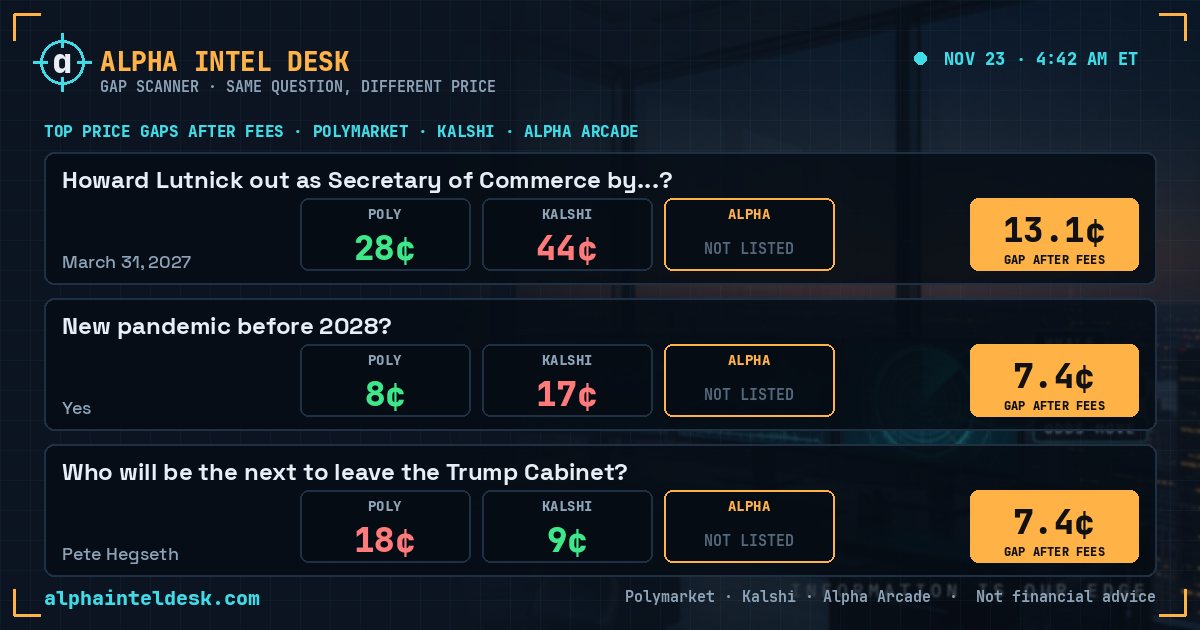 α
ALPHA INTEL DESK
GAP SCANNER · SAME QUESTION, DIFFERENT PRICE
NOV 23 · 4:42 AM ET
TOP PRICE GAPS AFTER FEES · POLYMARKET · KALSHI · ALPHA ARCADE
Howard Lutnick out as Secretary of Commerce by...?
March 31, 2027
POLY
28¢
KALSHI
44¢
ALPHA
NOT LISTED
13.1¢
GAP AFTER FEES
New pandemic before 2028?
Yes
POLY
8¢
KALSHI
17¢
ALPHA
NOT LISTED
7.4¢
GAP AFTER FEES
Who will be the next to leave the Trump Cabinet?
Pete Hegseth
POLY
18¢
KALSHI
9¢
ALPHA
NOT LISTED
7.4¢
GAP AFTER FEES
INFORMATION IS OUR EDGE
alphainteldesk.com
Polymarket · Kalshi · Alpha Arcade · Not financial advice